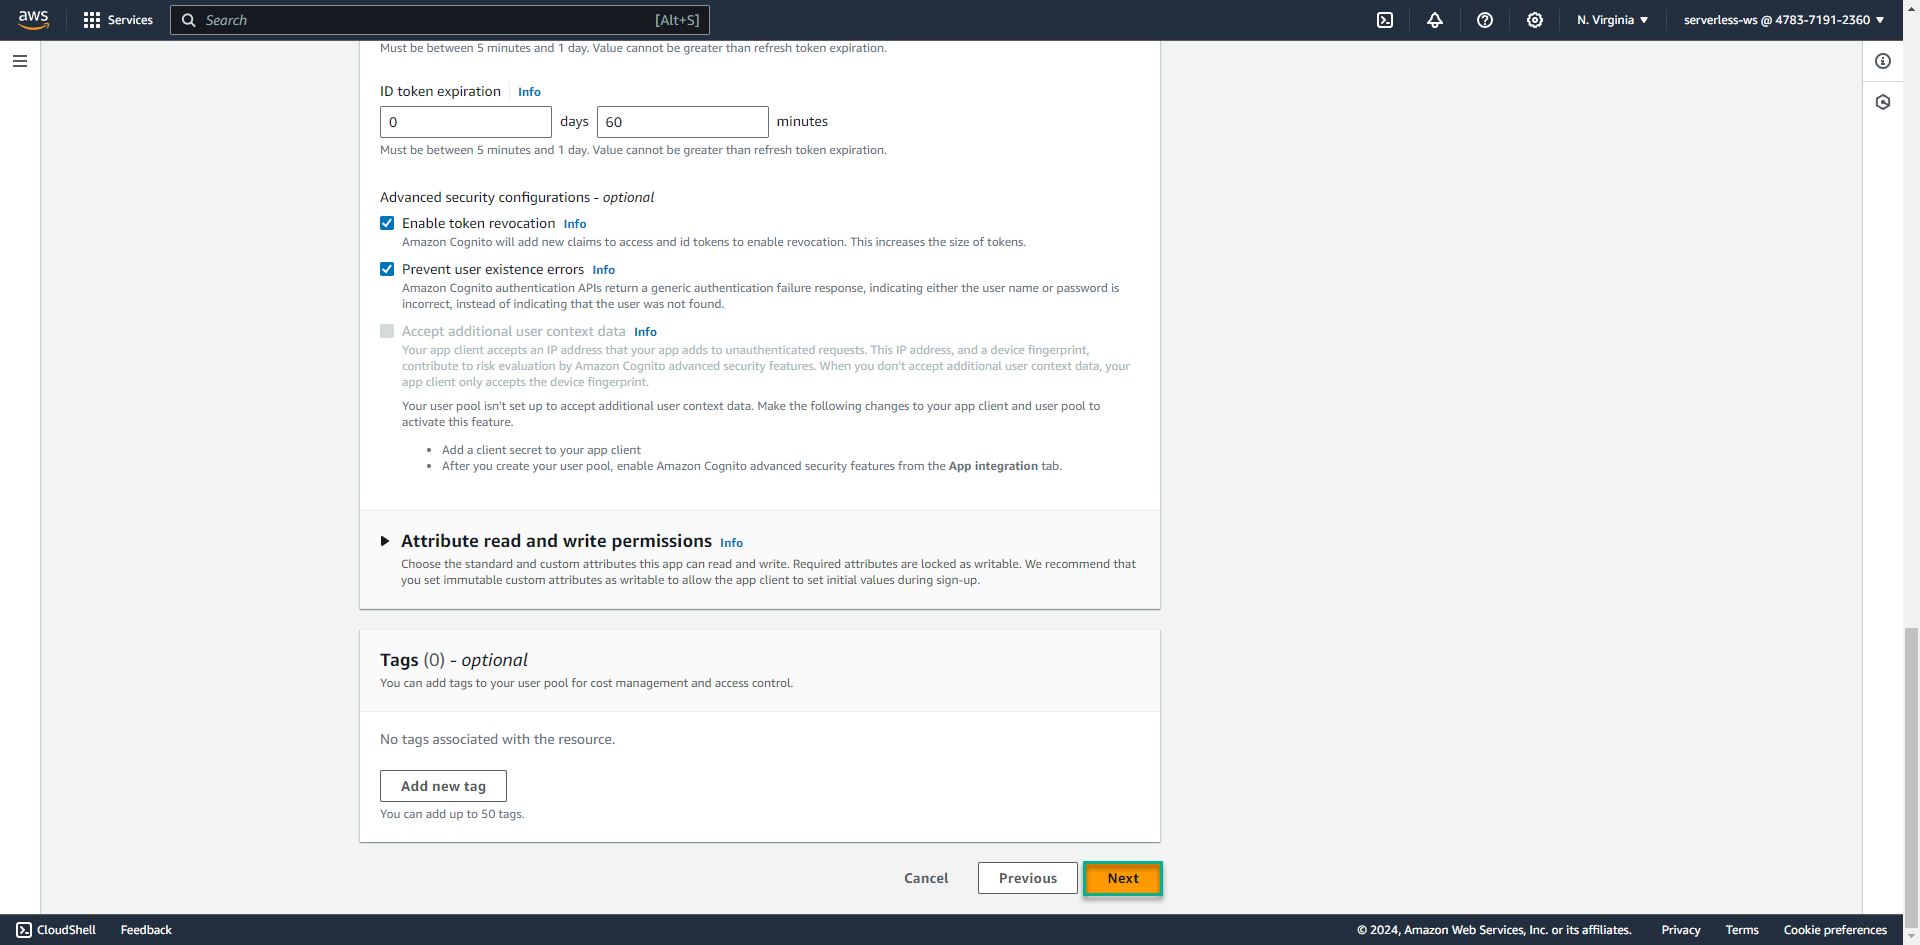 aws
Services
Search
[Alt+S]
N. Virginia
serverless-ws @ 4783-7191-2360
Must be between 5 minutes and 1 day. Value cannot be greater than refresh token expiration.
ID token expiration Info
0 days 60 minutes
Must be between 5 minutes and 1 day. Value cannot be greater than refresh token expiration.
Advanced security configurations - optional
Enable token revocation Info
Amazon Cognito will add new claims to access and id tokens to enable revocation. This increases the size of tokens.
Prevent user existence errors Info
Amazon Cognito authentication APIs return a generic authentication failure response, indicating either the user name or password is
incorrect, instead of indicating that the user was not found.
Accept additional user context data Info
Your app client accepts an IP address that your app adds to unauthenticated requests. This IP address, and a device fingerprint,
contribute to risk evaluation by Amazon Cognito advanced security features. When you don't accept additional user context data, your
app client only accepts the device fingerprint.
Your user pool isn't set up to accept additional user context data. Make the following changes to your app client and user pool to
activate this feature.
• Add a client secret to your app client
• After you create your user pool, enable Amazon Cognito advanced security features from the App integration tab.
Attribute read and write permissions Info
Choose the standard and custom attributes this app can read and write. Required attributes are locked as writable. We recommend that
you set immutable custom attributes as writable to allow the app client to set initial values during sign-up.
Tags (0) - optional
You can add tags to your user pool for cost management and access control.
No tags associated with the resource.
Add new tag
You can add up to 50 tags.
Cancel
Previous
Next
CloudShell
Feedback
© 2024, Amazon Web Services, Inc. or its affiliates.
Privacy
Terms
Cookie preferences